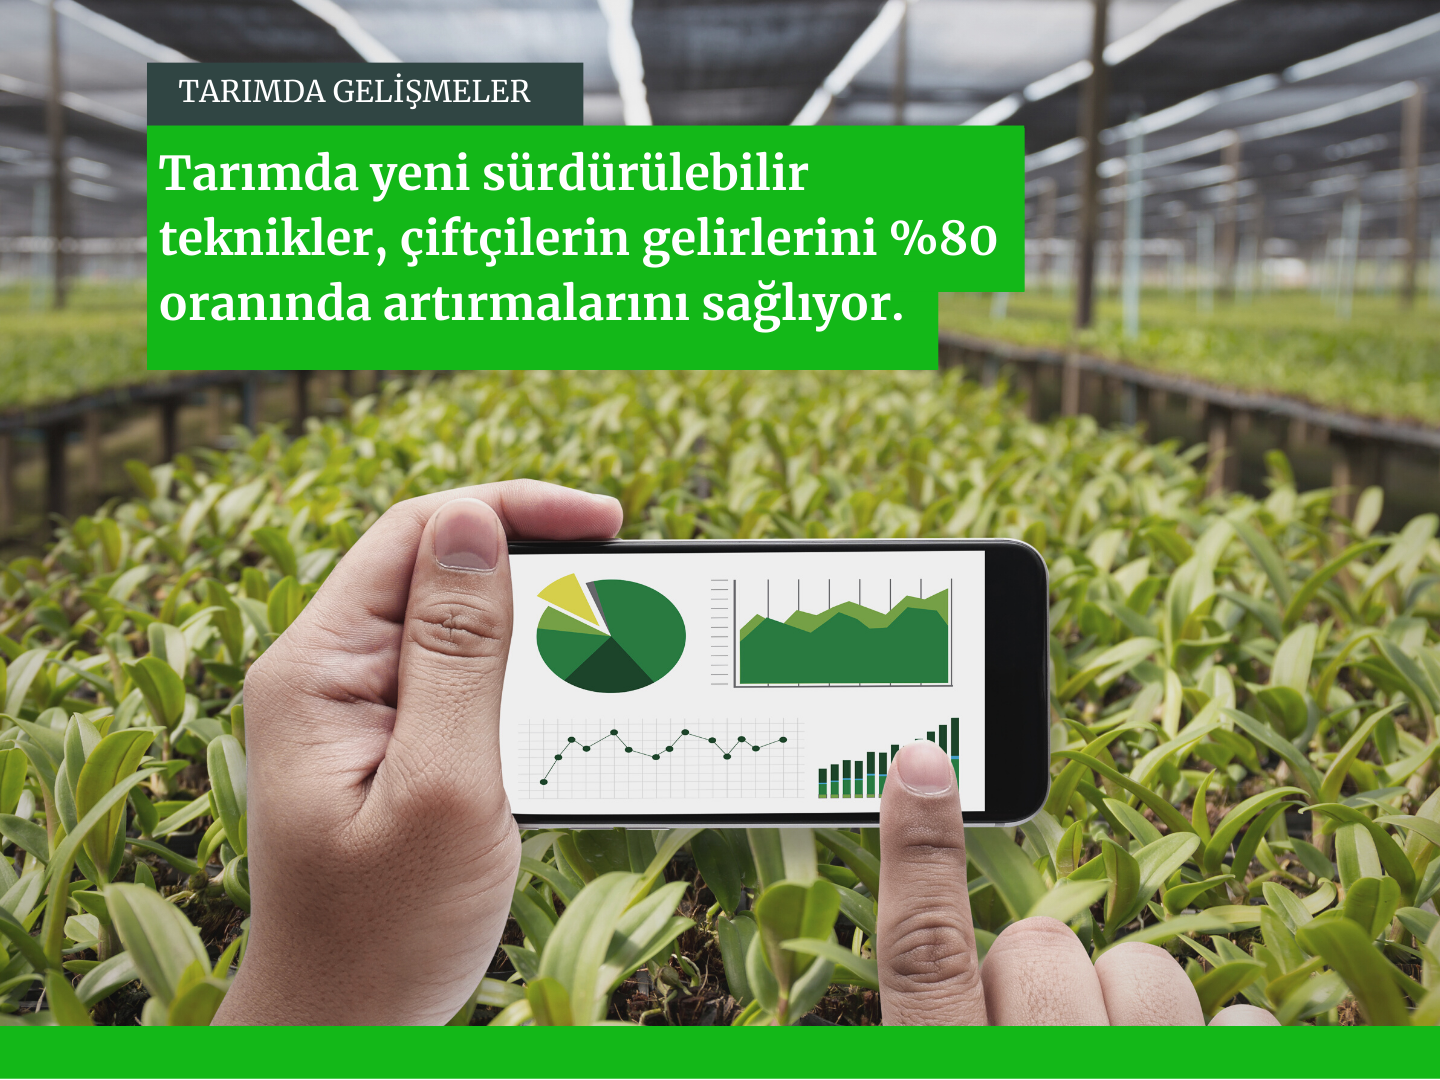 TARIMDA GELİŞMELER
Tarımda yeni sürdürülebilir
teknikler, çiftçilerin gelirlerini %80
oranında artırmalarını sağlıyor.